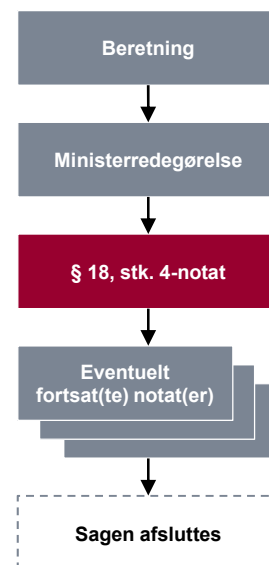 Beretning
Ministerredegørelse
§ 18, stk. 4-notat
Eventuelt
fortsat(te) notat(er)
Sagen afsluttes